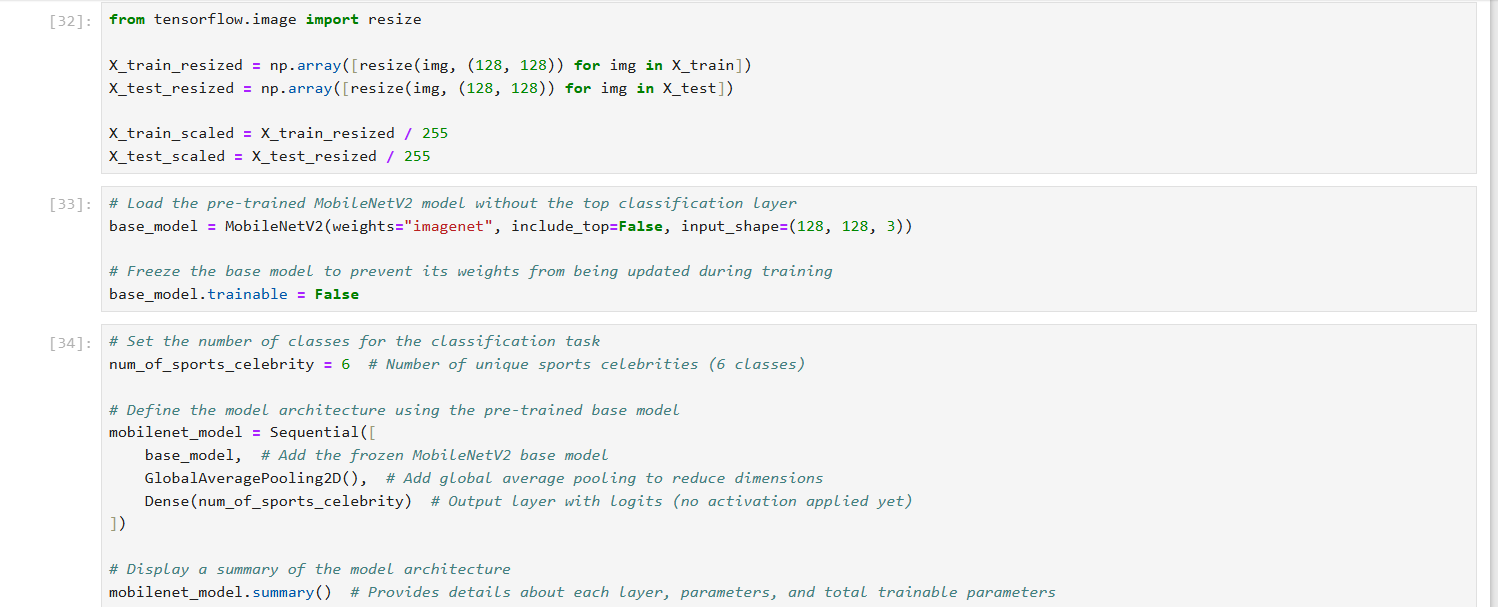 [32]: from tensorflow.image import resize
X_train_resized = np.array([resize(img, (128, 128)) for img in X_train])
X_test_resized = np.array([resize(img, (128, 128)) for img in X_test])
X_train_scaled = X_train_resized / 255
X_test_scaled = X_test_resized / 255
[33]: # Load the pre-trained MobileNetV2 model without the top classification layer
base_model = MobileNetV2(weights="imagenet", include_top=False, input_shape=(128, 128, 3))
# Freeze the base model to prevent its weights from being updated during training
base_model.trainable = False
[34]: # Set the number of classes for the classification task
num_of_sports_celebrity = 6  # Number of unique sports celebrities (6 classes)
# Define the model architecture using the pre-trained base model
mobilenet_model = Sequential([
    base_model,  # Add the frozen MobileNetV2 base model
    GlobalAveragePooling2D(),  # Add global average pooling to reduce dimensions
    Dense(num_of_sports_celebrity)  # Output layer with logits (no activation applied yet)
])
# Display a summary of the model architecture
mobilenet_model.summary()  # Provides details about each layer, parameters, and total trainable parameters